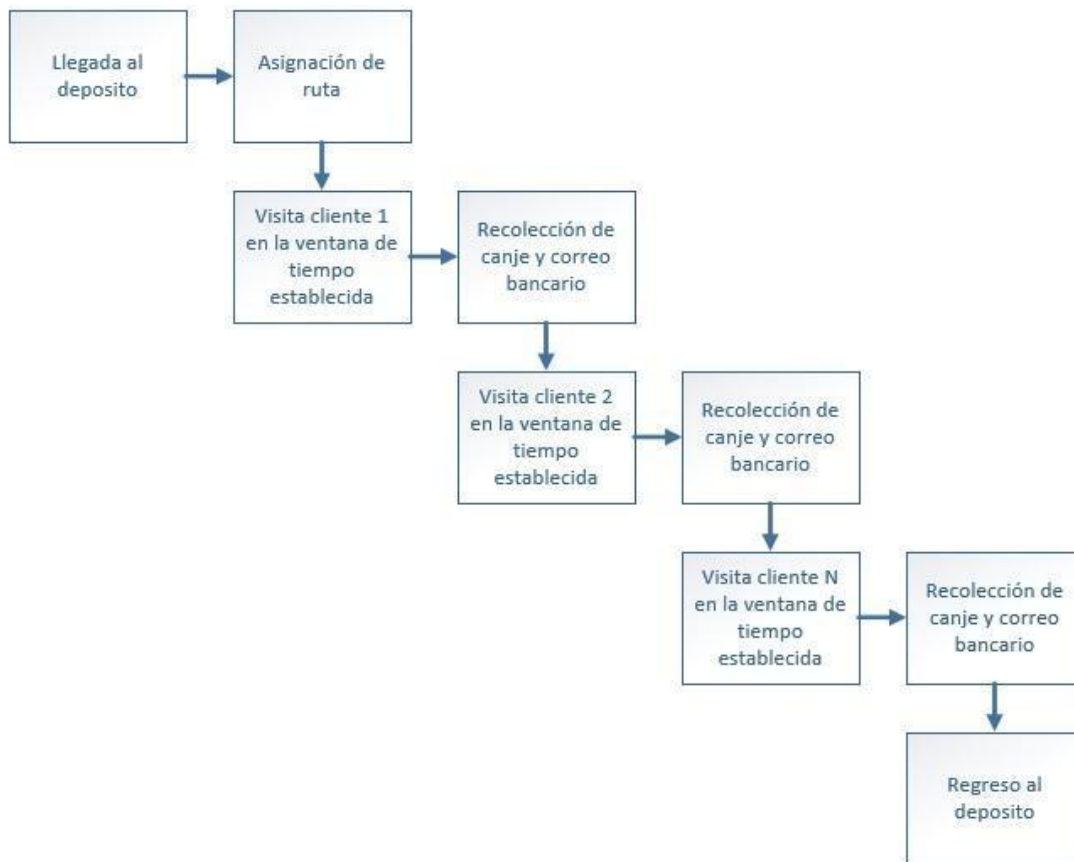 Llegada al
deposito
Asignación de
ruta
Visita cliente 1
en la ventana de
tiempo
establecida
Recolección de
canje y correo
bancario
Visita cliente 2
en la ventana de
tiempo
establecida
Recolección de
canje y correo
bancario
Visita cliente N
en la ventana de
tiempo
establecida
Recolección de
canje y correo
bancario
Regreso al
deposito